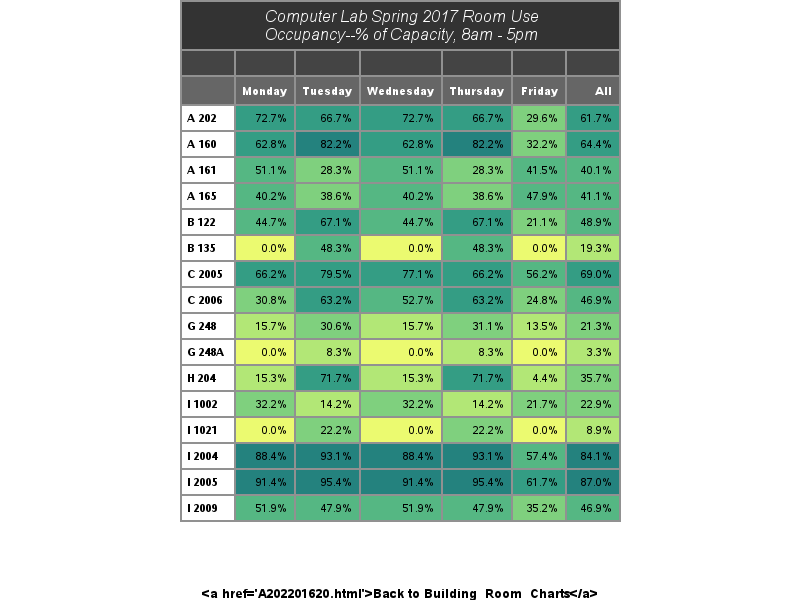 Computer Lab Spring 2017 Room Use
Occupancy--% of Capacity, 8am - 5pm
Monday Tuesday Wednesday Thursday Friday All
A 202 72.7% 66.7% 72.7% 66.7% 29.6% 61.7%
A 160 62.8% 82.2% 62.8% 82.2% 32.2% 64.4%
A 161 51.1% 28.3% 51.1% 28.3% 41.5% 40.1%
A 165 40.2% 38.6% 40.2% 38.6% 47.9% 41.1%
B 122 44.7% 67.1% 44.7% 67.1% 21.1% 48.9%
B 135 0.0% 48.3% 0.0% 48.3% 0.0% 19.3%
C 2005 66.2% 79.5% 77.1% 66.2% 56.2% 69.0%
C 2006 30.8% 63.2% 52.7% 63.2% 24.8% 46.9%
G 248 15.7% 30.6% 15.7% 31.1% 13.5% 21.3%
G 248A 0.0% 8.3% 0.0% 8.3% 0.0% 3.3%
H 204 15.3% 71.7% 15.3% 71.7% 4.4% 35.7%
I 1002 32.2% 14.2% 32.2% 14.2% 21.7% 22.9%
I 1021 0.0% 22.2% 0.0% 22.2% 0.0% 8.9%
I 2004 88.4% 93.1% 88.4% 93.1% 57.4% 84.1%
I 2005 91.4% 95.4% 91.4% 95.4% 61.7% 87.0%
I 2009 51.9% 47.9% 51.9% 47.9% 35.2% 46.9%
<a href='A202201620.html'>Back to Building_Room_Charts</a>